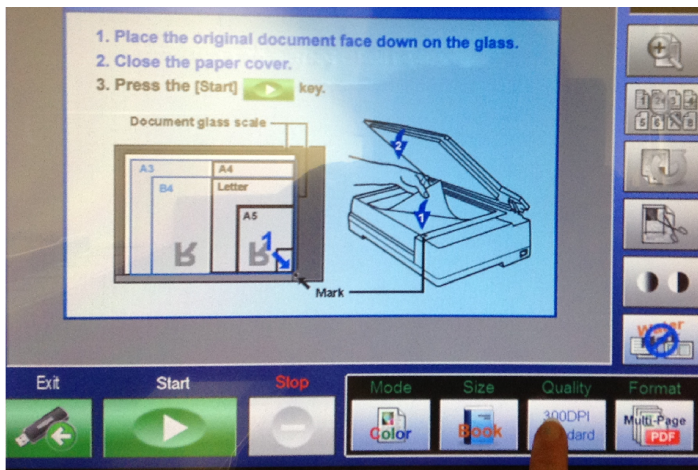 1. Place the original document face down on the glass.
2. Close the paper cover.
3. Press the [Start] key.
Document glass scale
A3
A4
B4
Letter
A5
R
R
1
2
1
Mark
Exit
Start
Stop
Mode
Size
Quality
Format
Color
Book
300DPI
Multi-Page
PDF